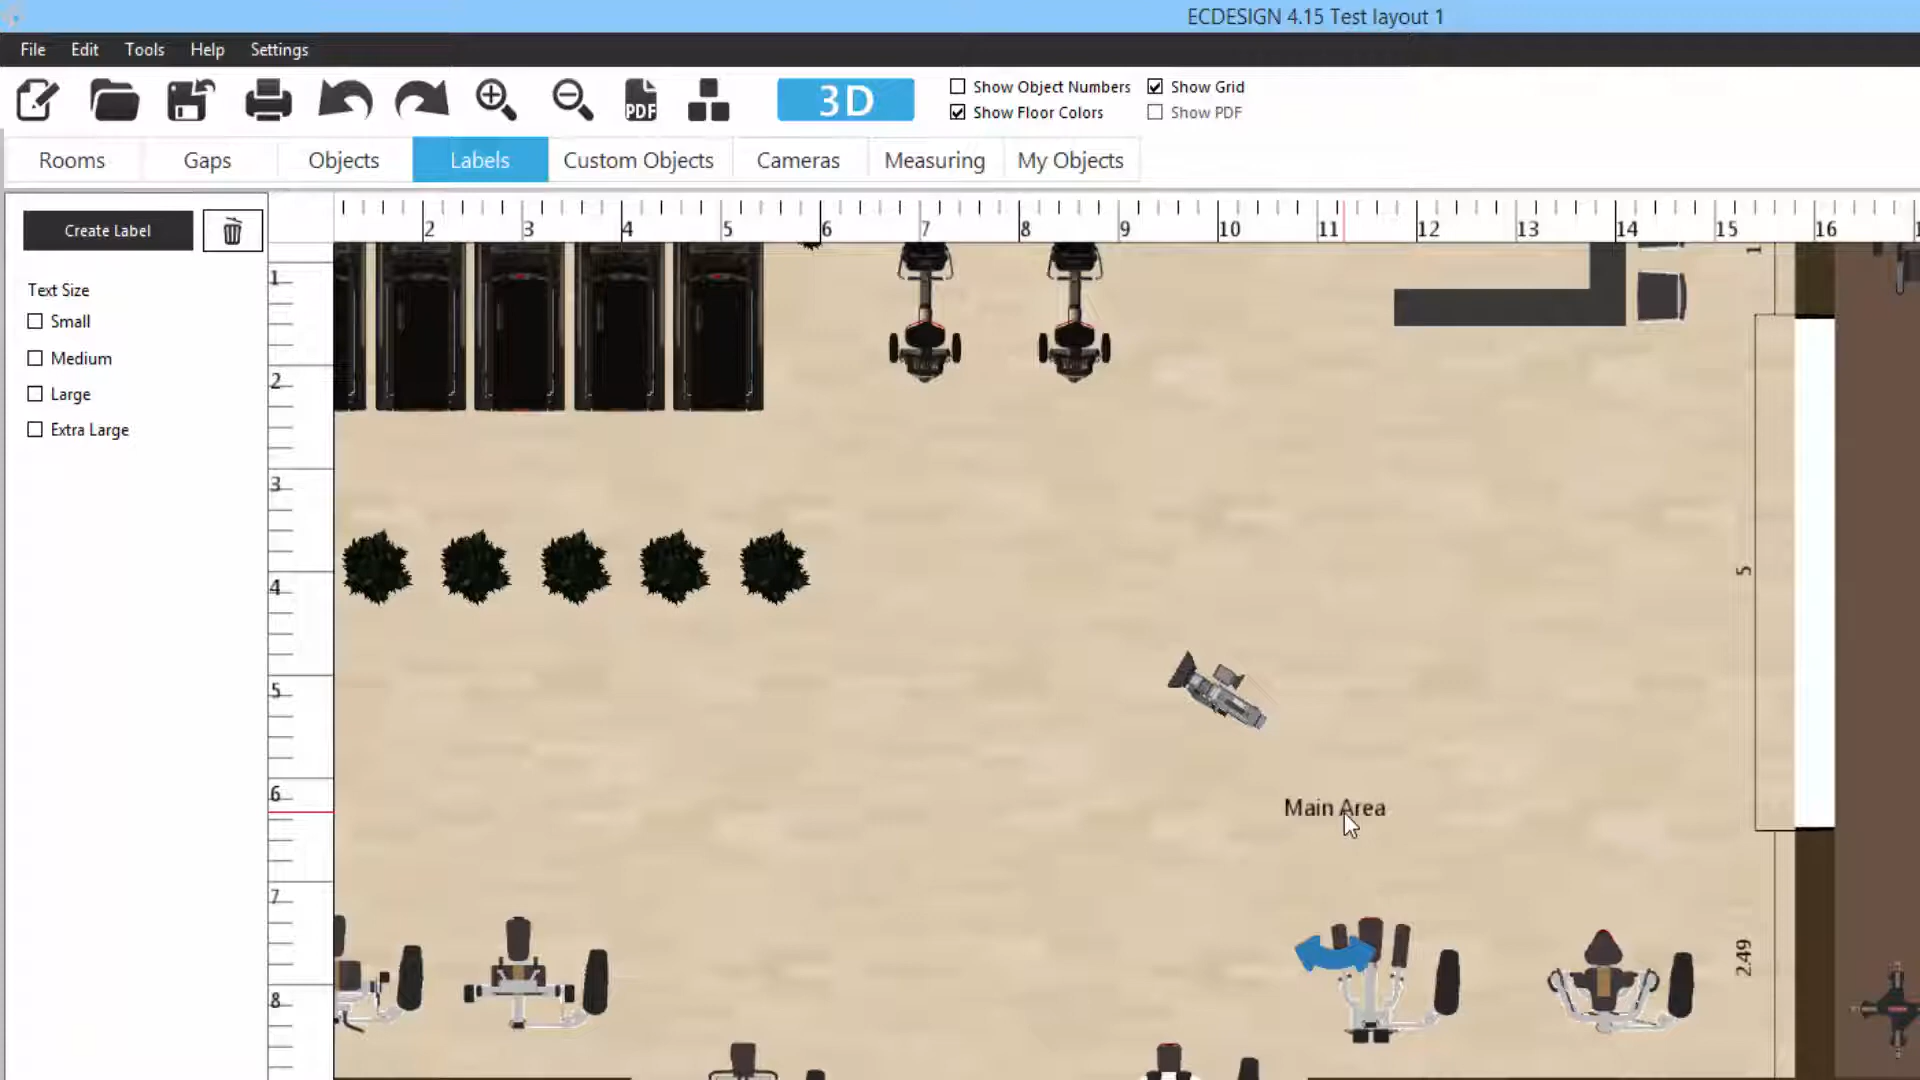 ECDESIGN 4.15 Test layout 1
File Edit Tools Help Settings
PDF
3D
Show Object Numbers
Show Grid
Show Floor Colors
Show PDF
Rooms Gaps Objects Labels Custom Objects Cameras Measuring My Objects
Create Label
Text Size
Small
Medium
Large
Extra Large
2 3 4 5 6 7 8 9 10 11 12 13 14 15 16
1
2
3
4
5
6
7
8
1
5
2.49
Main Area